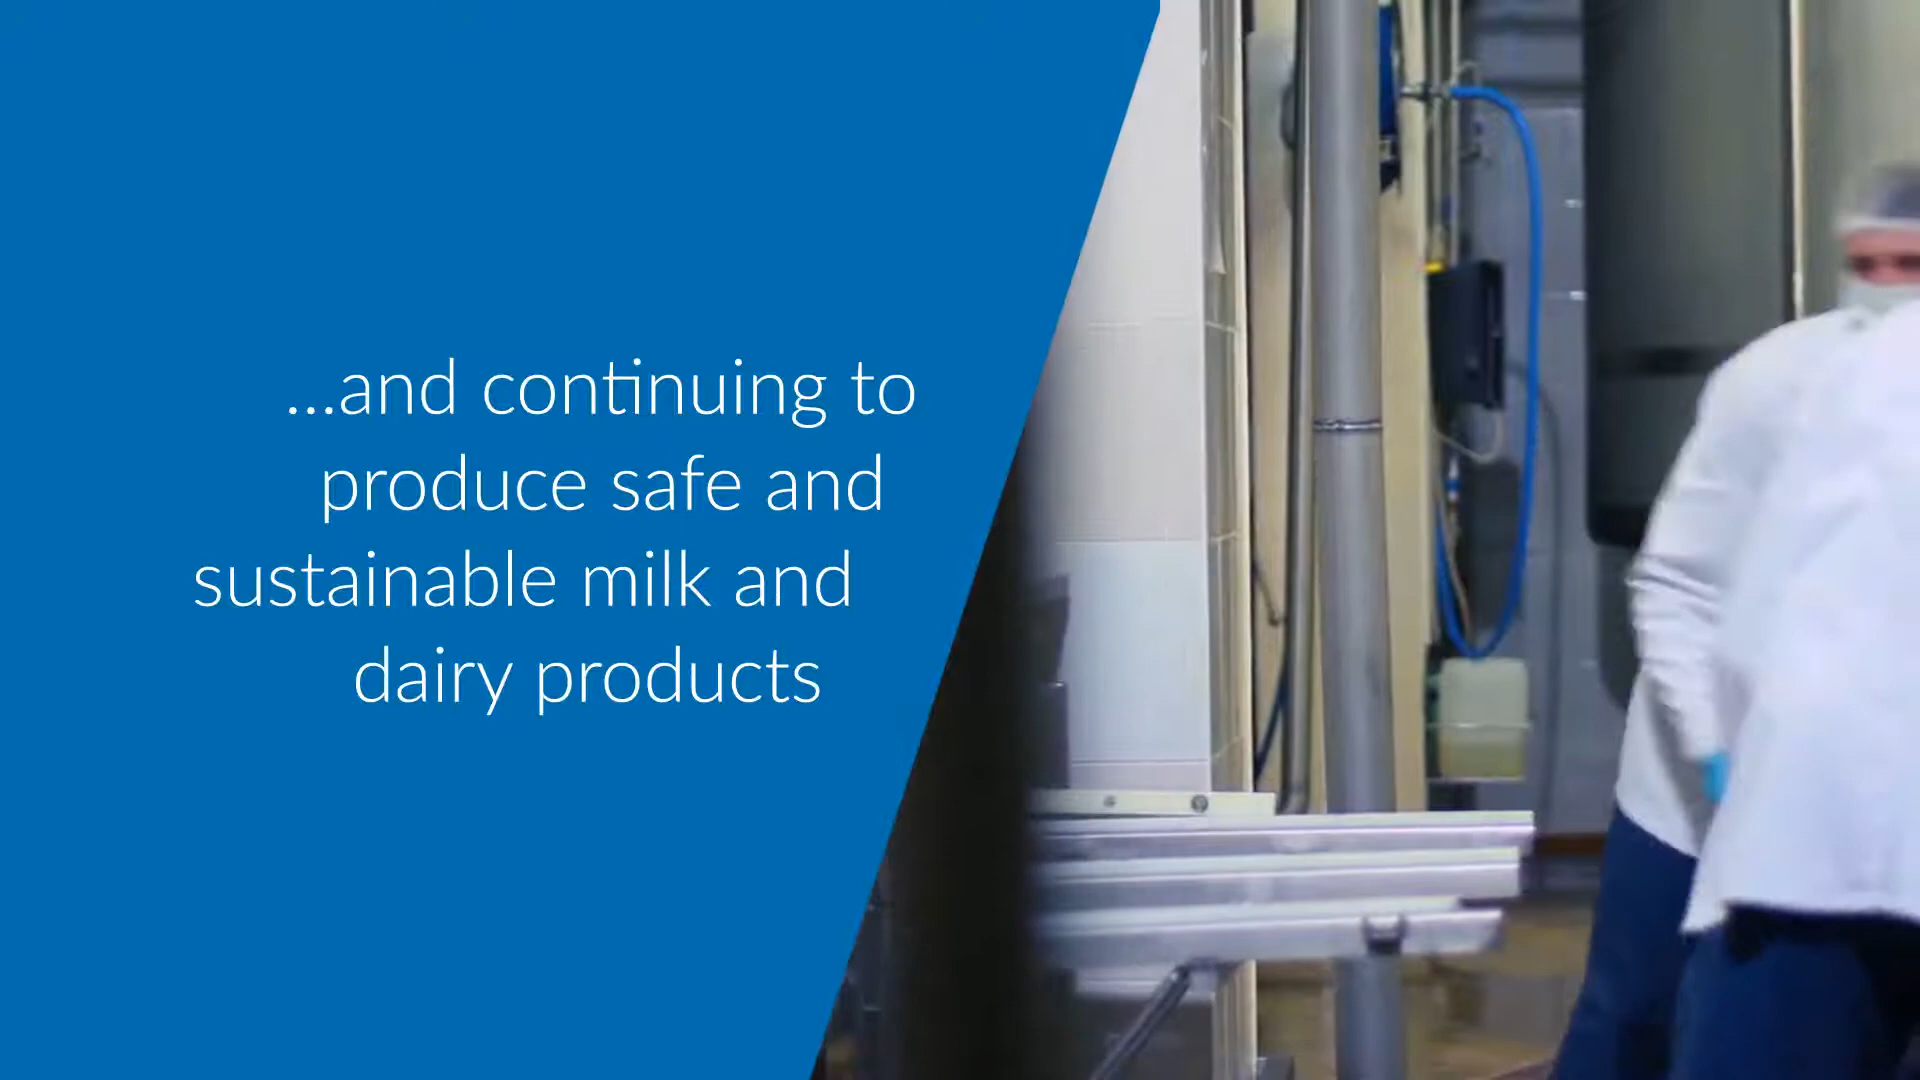 ...and continuing to
produce safe and
sustainable milk and
dairy products